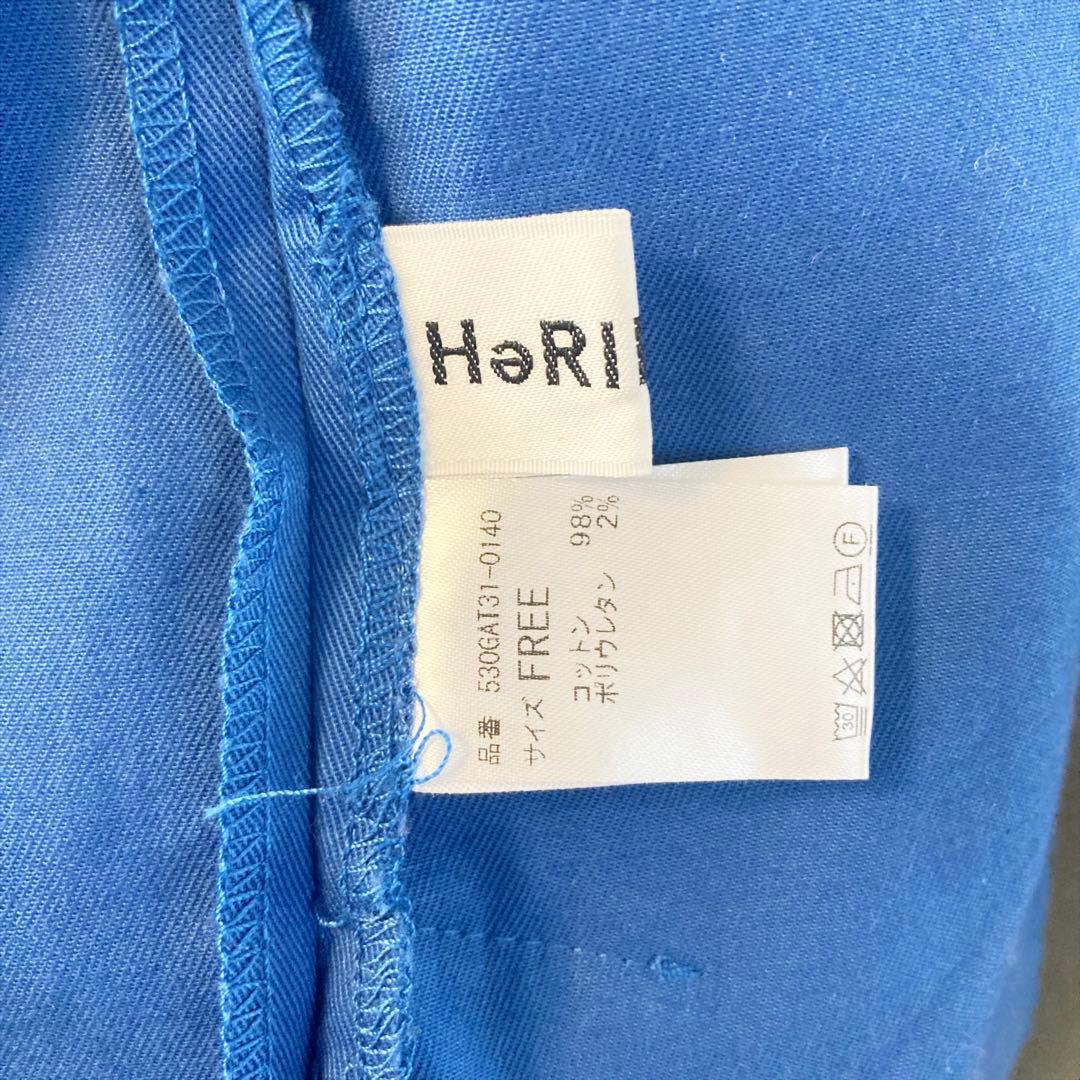 HəRI
品番 530GAT31-0140
サイズ FREE
コットン 98%
ポリウレタン 2%
30
F